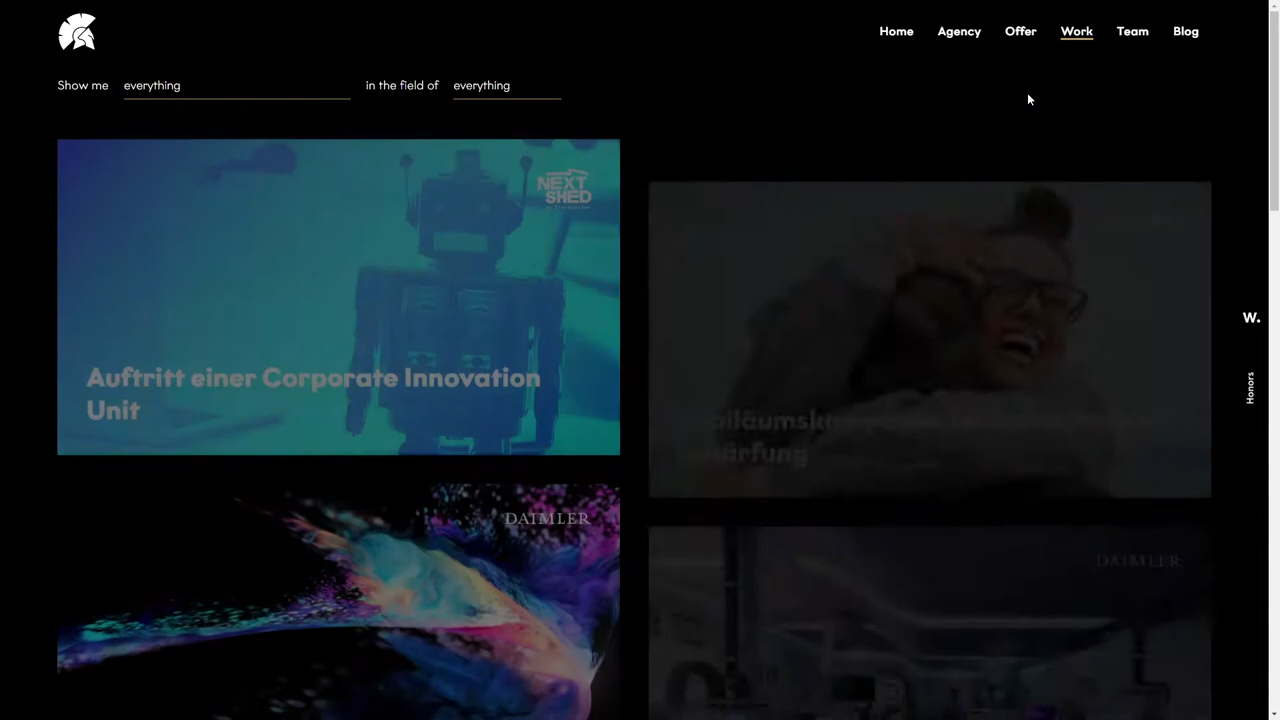 Home Agency Offer Work Team Blog
Show me everything in the field of everything
NEXT
SHED
Auftritt einer Corporate Innovation
Unit
DAIMLER
DAIMLER
W.
Honors